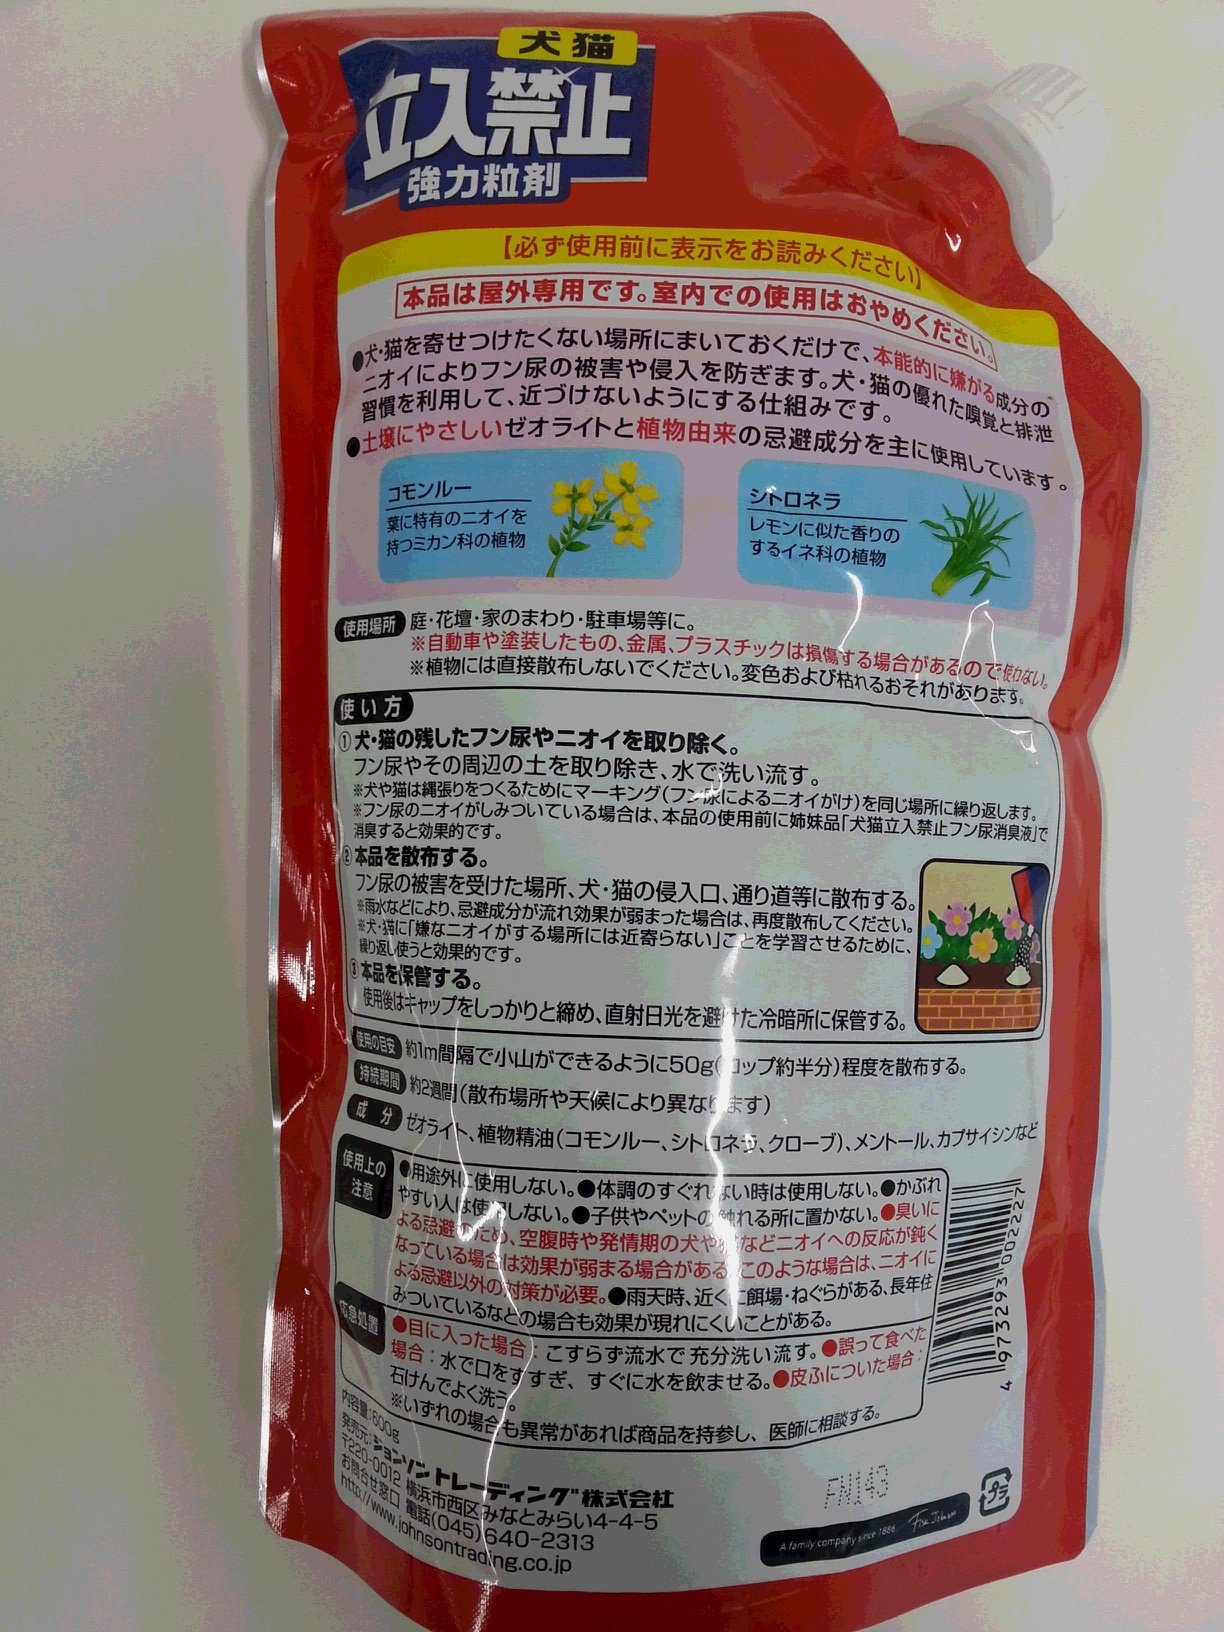 犬猫
立入禁止
強力粒剤
【必ず使用前に表示をお読みください】
本品は屋外専用です。室内での使用はおやめください。
●犬・猫を寄せつけたくない場所にまいておくだけで、本能的に嫌がる成分の
ニオイによりフン尿の被害や侵入を防ぎます。犬・猫の優れた嗅覚と排泄
習慣を利用して、近づけないようにする仕組みです。
●土壌にやさしいゼオライトと植物由来の忌避成分を主に使用しています。
コモンルー
葉に特有のニオイを
持つミカン科の植物
シトロネラ
レモンに似た香りの
するイネ科の植物
使用場所 庭・花壇・家のまわり・駐車場等に。
※自動車や塗装したもの、金属、プラスチックは損傷する場合があるので使わない。
※植物には直接散布しないでください。変色および枯れるおそれがあります。
使い方
①犬・猫の残したフン尿やニオイを取り除く。
フン尿やその周辺の土を取り除き、水で洗い流す。
※犬や猫は縄張りをつくるためにマーキング(フン尿によるニオイがけ)を同じ場所に繰り返します。
※フン尿のニオイがしみついている場合は、本品の使用前に姉妹品「犬猫立入禁止フン尿消臭液」で
消臭すると効果的です。
②本品を散布する。
フン尿の被害を受けた場所、犬・猫の侵入口、通り道等に散布する。
※雨水などにより、忌避成分が流れ効果が弱まった場合は、再度散布してください。
※犬・猫に「嫌なニオイがする場所には近寄らない」ことを学習させるために、
繰り返し使うと効果的です。
③本品を保管する。
使用後はキャップをしっかりと締め、直射日光を避けた冷暗所に保管する。
使用の目安 約1m間隔で小山ができるように50g(コップ約半分)程度を散布する。
持続期間 約2週間(散布場所や天候により異なります)
成分 ゼオライト、植物精油(コモンルー、シトロネラ、クローブ)、メントール、カプサイシンなど
使用上の注意 ●用途外に使用しない。●体調のすぐれない時は使用しない。●かぶれ
やすい人は使用しない。●子供やペットの触れる所に置かない。●臭いに
よる忌避のため、空腹時や発情期の犬や猫などニオイへの反応が鈍く
なっている場合は効果が弱まる場合がある。このような場合は、ニオイに
よる忌避以外の対策が必要。●雨天時、近くに餌場・ねぐらがある、長年住
みついているなどの場合も効果が現れにくいことがある。
応急処置 ●目に入った場合：こすらず流水で充分洗い流す。●誤って食べた
場合：水で口をすすぎ、すぐに水を飲ませる。●皮ふについた場合：
石けんでよく洗う。
※いずれの場合も異常があれば商品を持参し、医師に相談する。
4 973293 002227
内容量：600g
発売元：ジョンソントレーディング株式会社
〒220-0012 横浜市西区みなとみらい4-4-5
お問合せ窓口 電話(045)640-2313
http://www.johnsontrading.co.jp
FN143
A family company since 1886
プラ